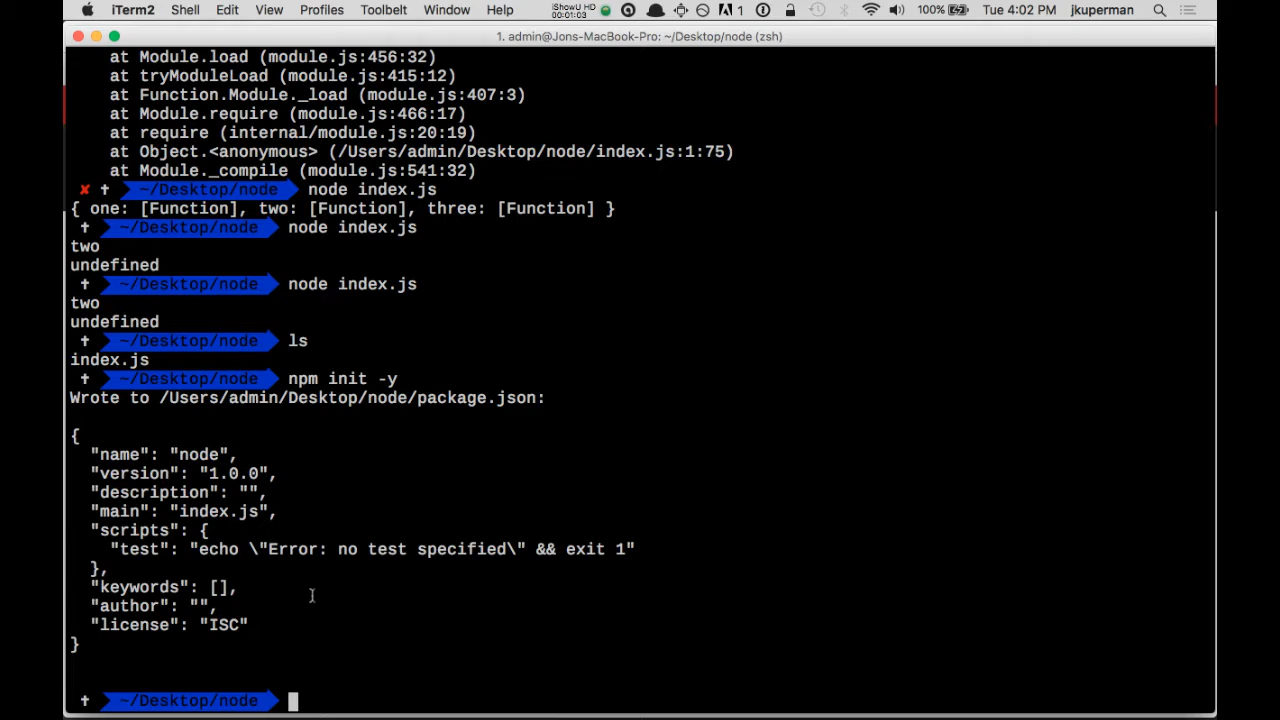 iTerm2 Shell Edit View Profiles Toolbelt Window Help iShowU HD 00:01:03 1 100% Tue 4:02 PM jkuperman
1. admin@Jons-MacBook-Pro: ~/Desktop/node (zsh)
at Module.load (module.js:456:32)
at tryModuleLoad (module.js:415:12)
at Function.Module._load (module.js:407:3)
at Module.require (module.js:466:17)
at require (internal/module.js:20:19)
at Object.<anonymous> (/Users/admin/Desktop/node/index.js:1:75)
at Module._compile (module.js:541:32)
✘ ✝ ~/Desktop/node node index.js
{ one: [Function], two: [Function], three: [Function] }
✝ ~/Desktop/node node index.js
two
undefined
✝ ~/Desktop/node node index.js
two
undefined
✝ ~/Desktop/node ls
index.js
✝ ~/Desktop/node npm init -y
Wrote to /Users/admin/Desktop/node/package.json:
{
"name": "node",
"version": "1.0.0",
"description": "",
"main": "index.js",
"scripts": {
"test": "echo \"Error: no test specified\" && exit 1"
},
"keywords": [],
"author": "",
"license": "ISC"
}
✝ ~/Desktop/node